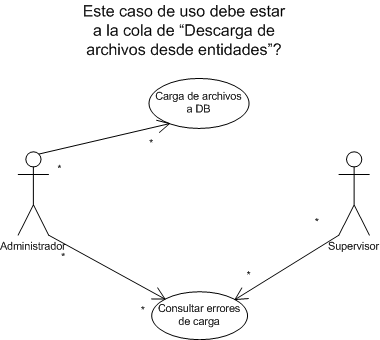 Este caso de uso debe estar
a la cola de “Descarga de
archivos desde entidades”?
Carga de archivos
a DB
*
*
Administrador
Supervisor
*
*
*
*
Consultar errores
de carga